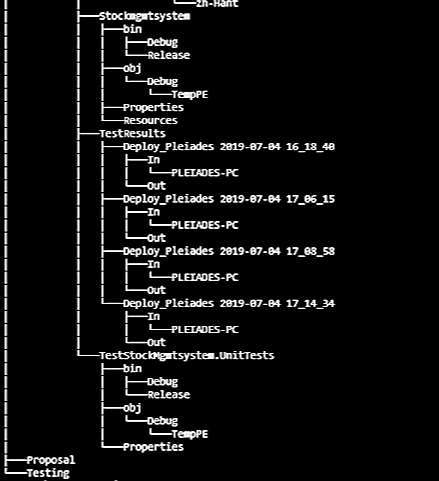 zh-Hant
Stockmgmtsystem
bin
Debug
Release
obj
Debug
TempPE
Properties
Resources
TestResults
Deploy_Pleiades 2019-07-04 16_18_40
In
PLEIADES-PC
Out
Deploy_Pleiades 2019-07-04 17_06_15
In
PLEIADES-PC
Out
Deploy_Pleiades 2019-07-04 17_08_58
In
PLEIADES-PC
Out
Deploy_Pleiades 2019-07-04 17_14_34
In
PLEIADES-PC
Out
TestStockMgmtsystem.UnitTests
bin
Debug
Release
obj
Debug
TempPE
Properties
Proposal
Testing